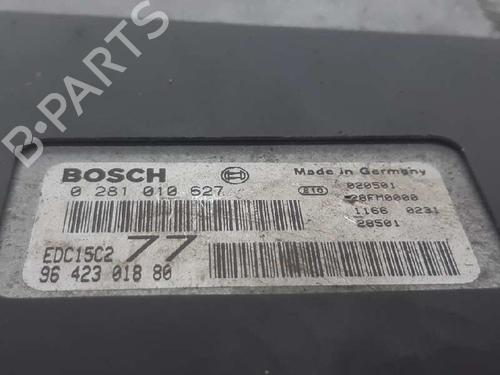 BOSCH
Made in Germany
0 281 010 627
020501
28FM0000
1166 0231
28501
EDC15C2 77
96 423 018 80
B-PARTS